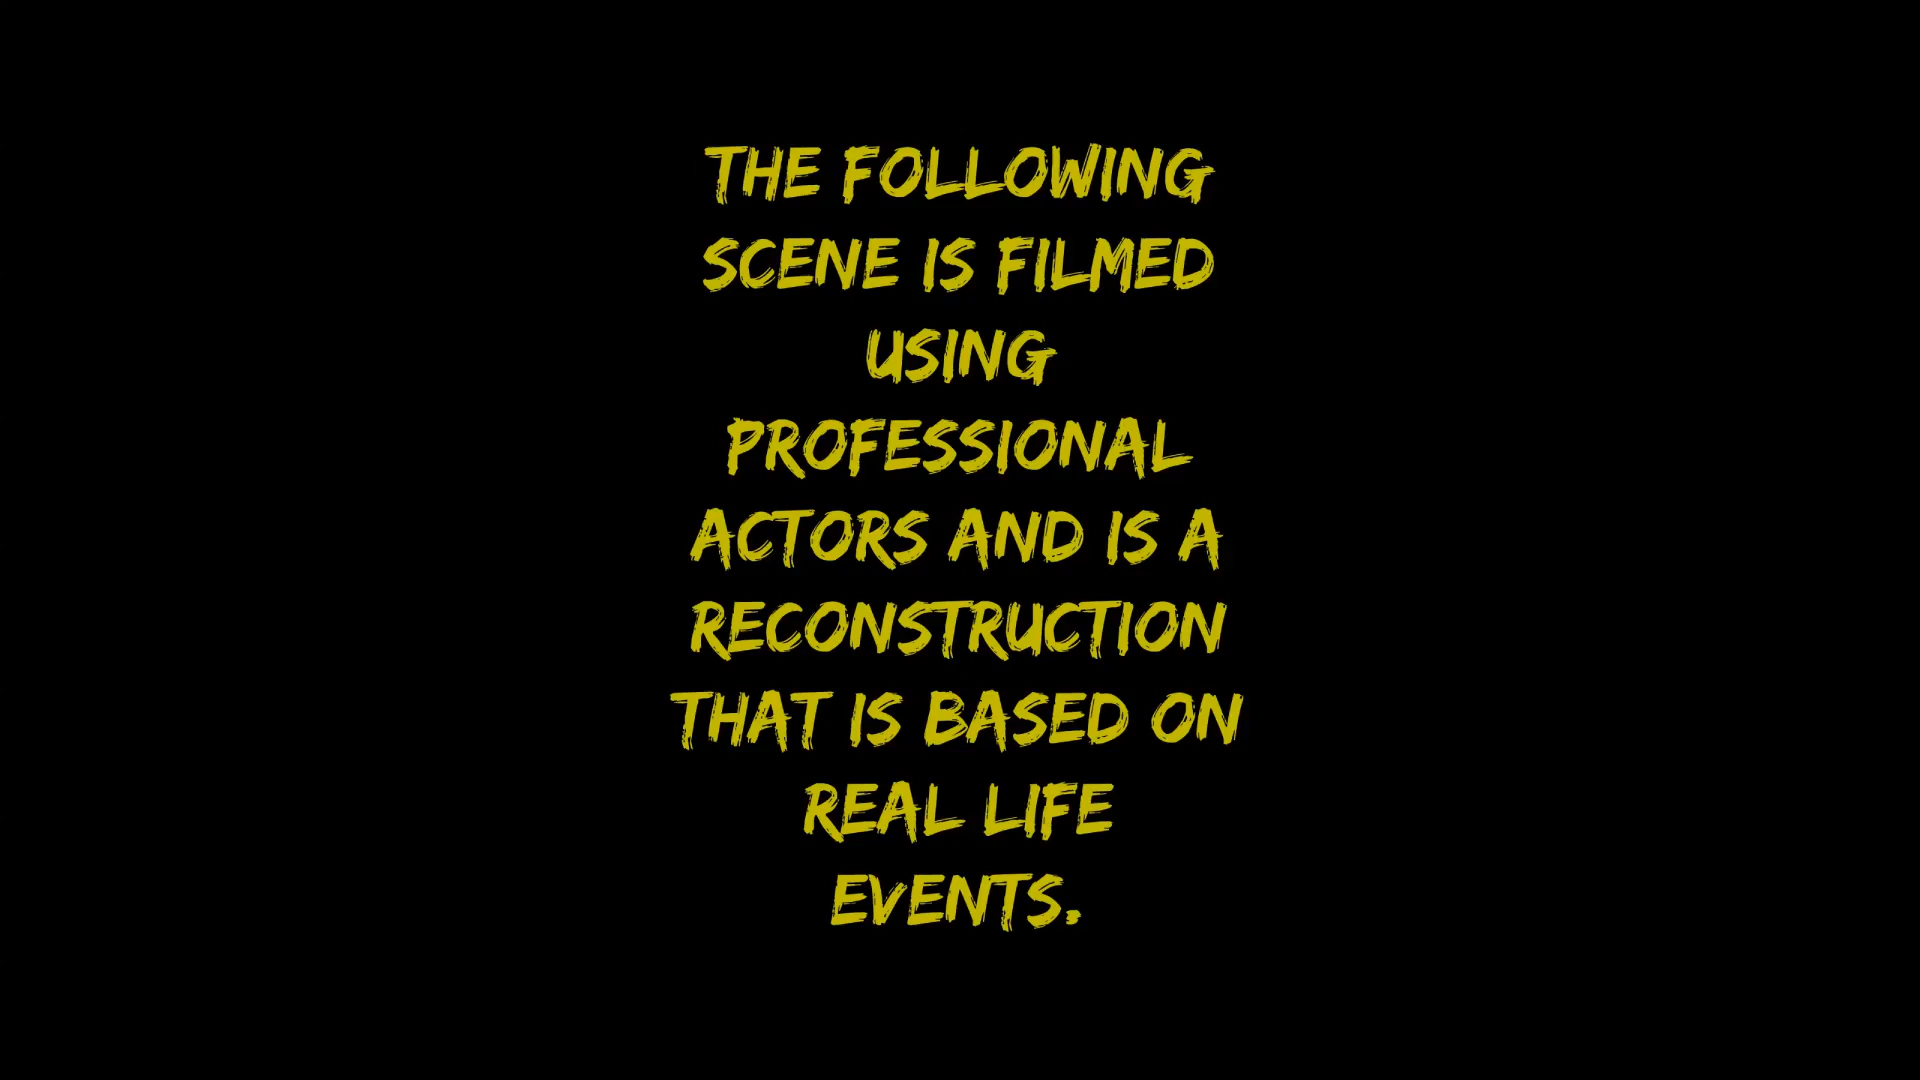 THE FOLLOWING
SCENE IS FILMED
USING
PROFESSIONAL
ACTORS AND IS A
RECONSTRUCTION
THAT IS BASED ON
REAL LIFE
EVENTS.